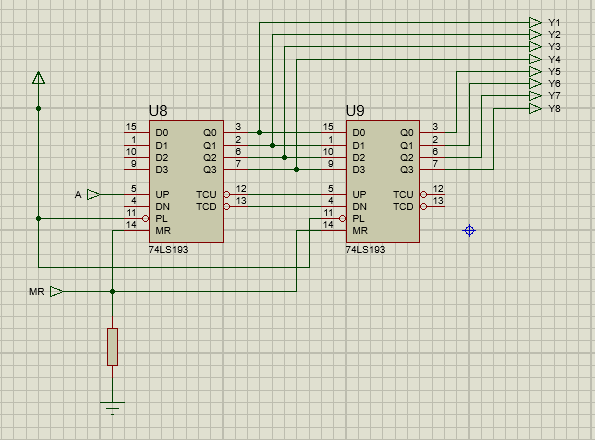 Y1
Y2
Y3
Y4
Y5
Y6
Y7
Y8
U8 U9
15 D0 Q0 3 15 D0 Q0 3
1 D1 Q1 2 1 D1 Q1 2
10 D2 Q2 6 10 D2 Q2 6
9 D3 Q3 7 9 D3 Q3 7
A 5 UP TCU 12 5 UP TCU 12
4 DN TCD 13 4 DN TCD 13
11 PL 11 PL
14 MR 14 MR
74LS193 74LS193
MR